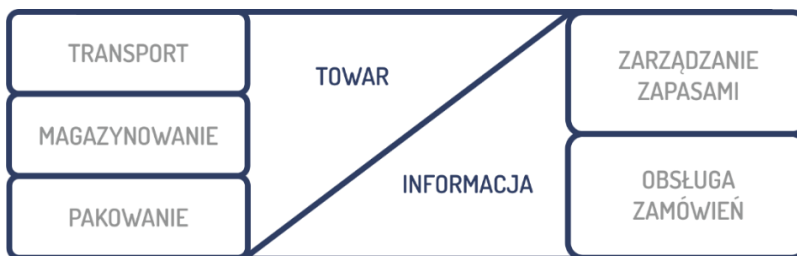 TRANSPORT
MAGAZYNOWANIE
PAKOWANIE
TOWAR
INFORMACJA
ZARZĄDZANIE
ZAPASAMI
OBSŁUGA
ZAMÓWIEŃ